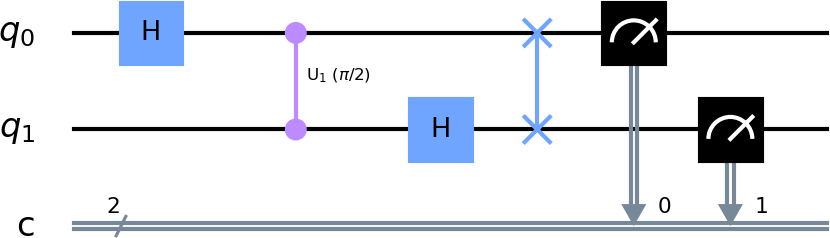 q₀ H
U₁ (π/2)
q₁ H
c 2 0 1